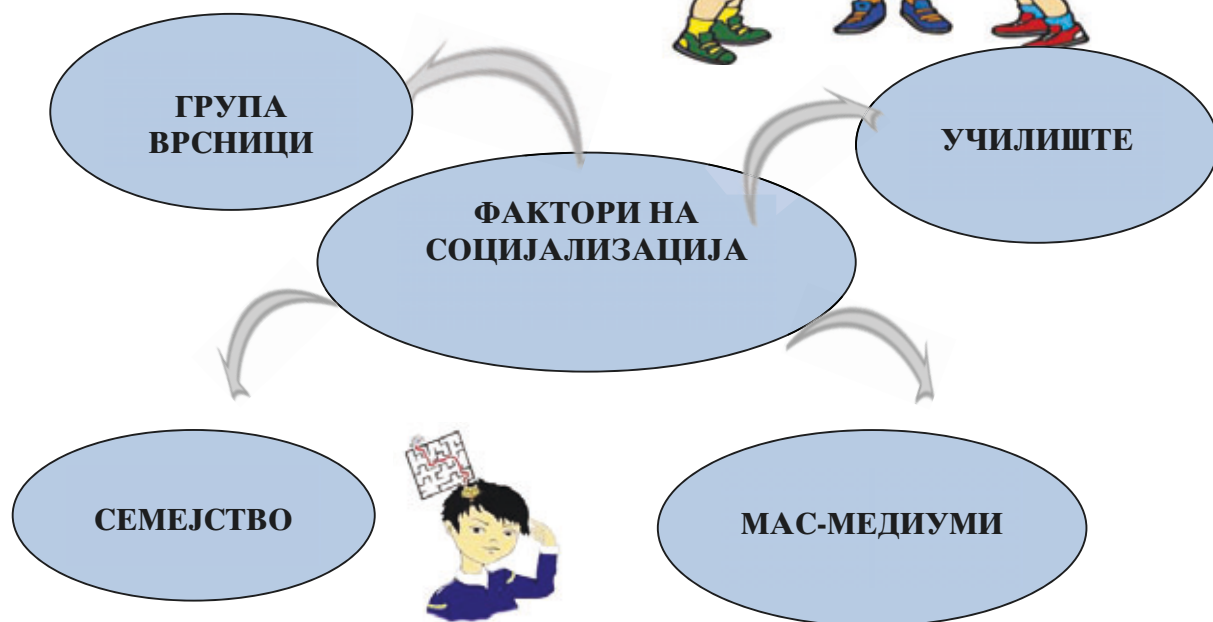 ГРУПА
ВРСНИЦИ
УЧИЛИШТЕ
ФАКТОРИ НА
СОЦИЈАЛИЗАЦИЈА
СЕМЕЈСТВО
МАС-МЕДИУМИ